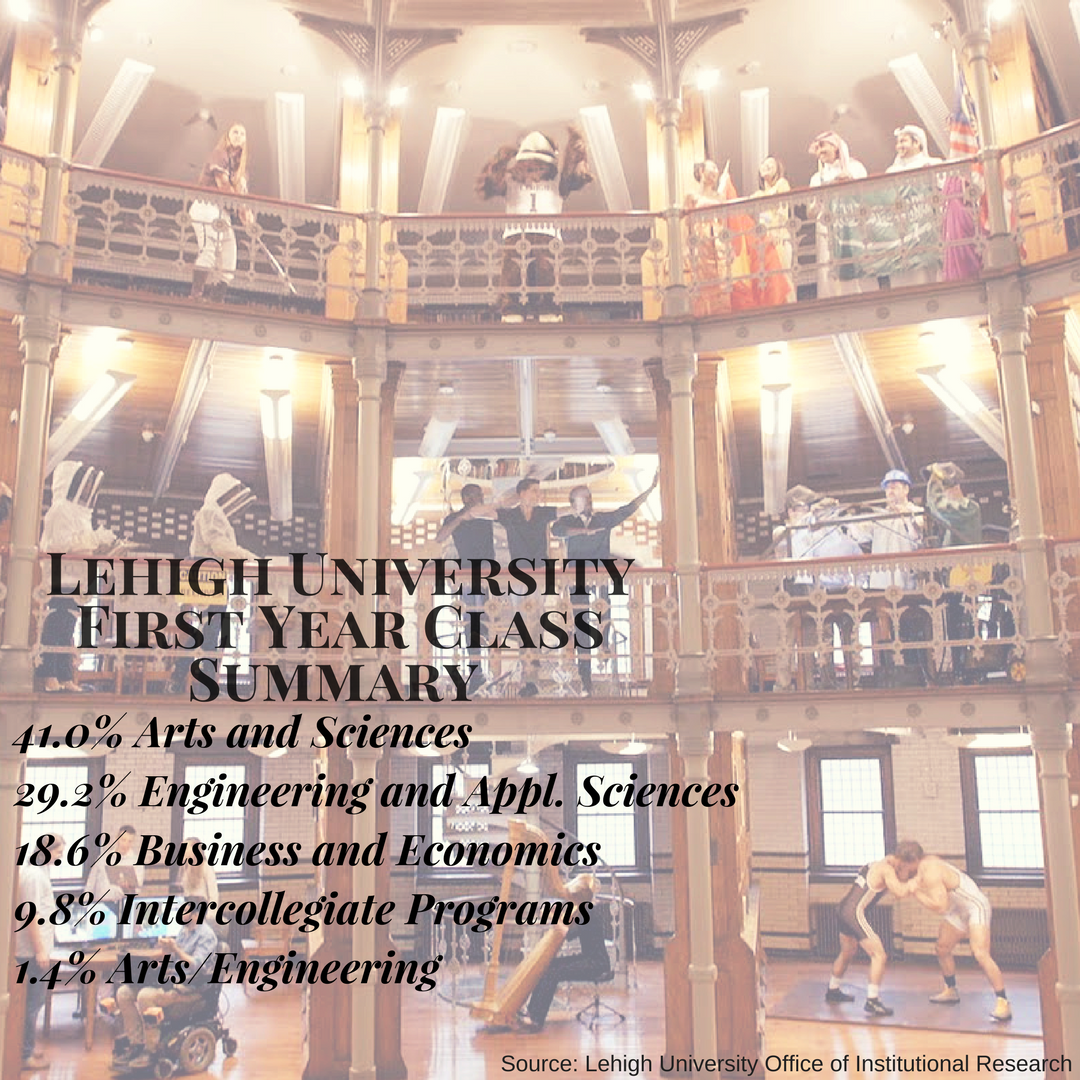 LEHIGH UNIVERSITY
FIRST YEAR CLASS
SUMMARY
41.0% Arts and Sciences
29.2% Engineering and Appl. Sciences
18.6% Business and Economics
9.8% Intercollegiate Programs
1.4% Arts/Engineering
Source: Lehigh University Office of Institutional Research